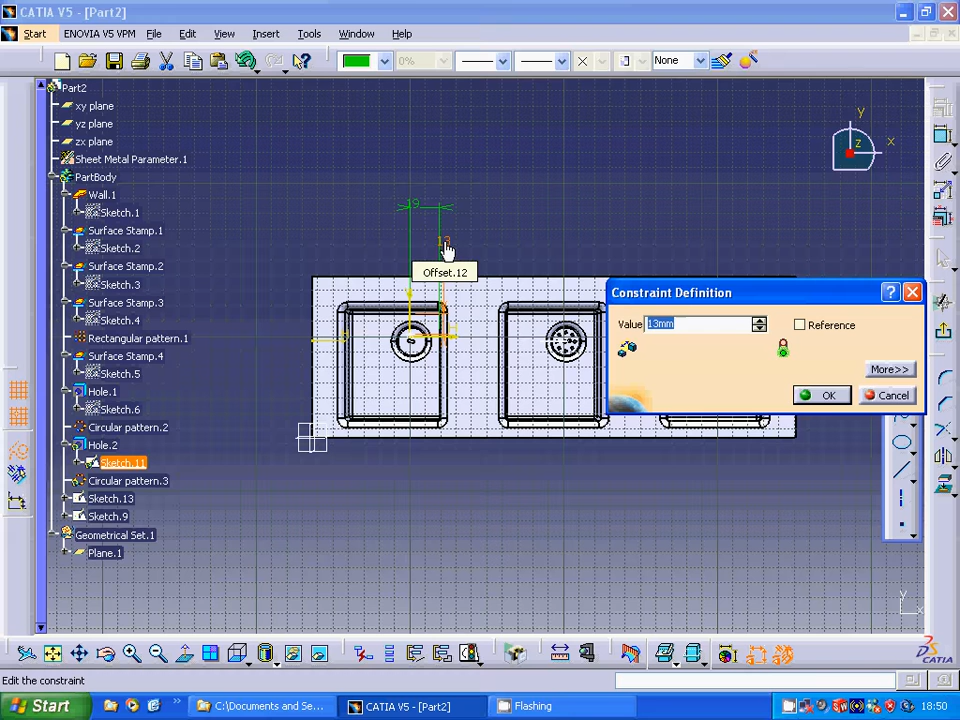 CATIA V5 - [Part2]
Start ENOVIA V5 VPM File Edit View Insert Tools Window Help
0% None
Part2
xy plane
yz plane
zx plane
Sheet Metal Parameter.1
PartBody
Wall.1
Sketch.1
Surface Stamp.1
Sketch.2
Surface Stamp.2
Sketch.3
Surface Stamp.3
Sketch.4
Rectangular pattern.1
Surface Stamp.4
Sketch.5
Hole.1
Sketch.6
Circular pattern.2
Hole.2
Sketch.11
Circular pattern.3
Sketch.13
Sketch.9
Geometrical Set.1
Plane.1
y
x
z
19
13
Offset.12
H
Constraint Definition
Value 13mm Reference
More>>
OK Cancel
y
x
CATIA
Edit the constraint
Start C:\Documents and Se... CATIA V5 - [Part2] Flashing 18:50